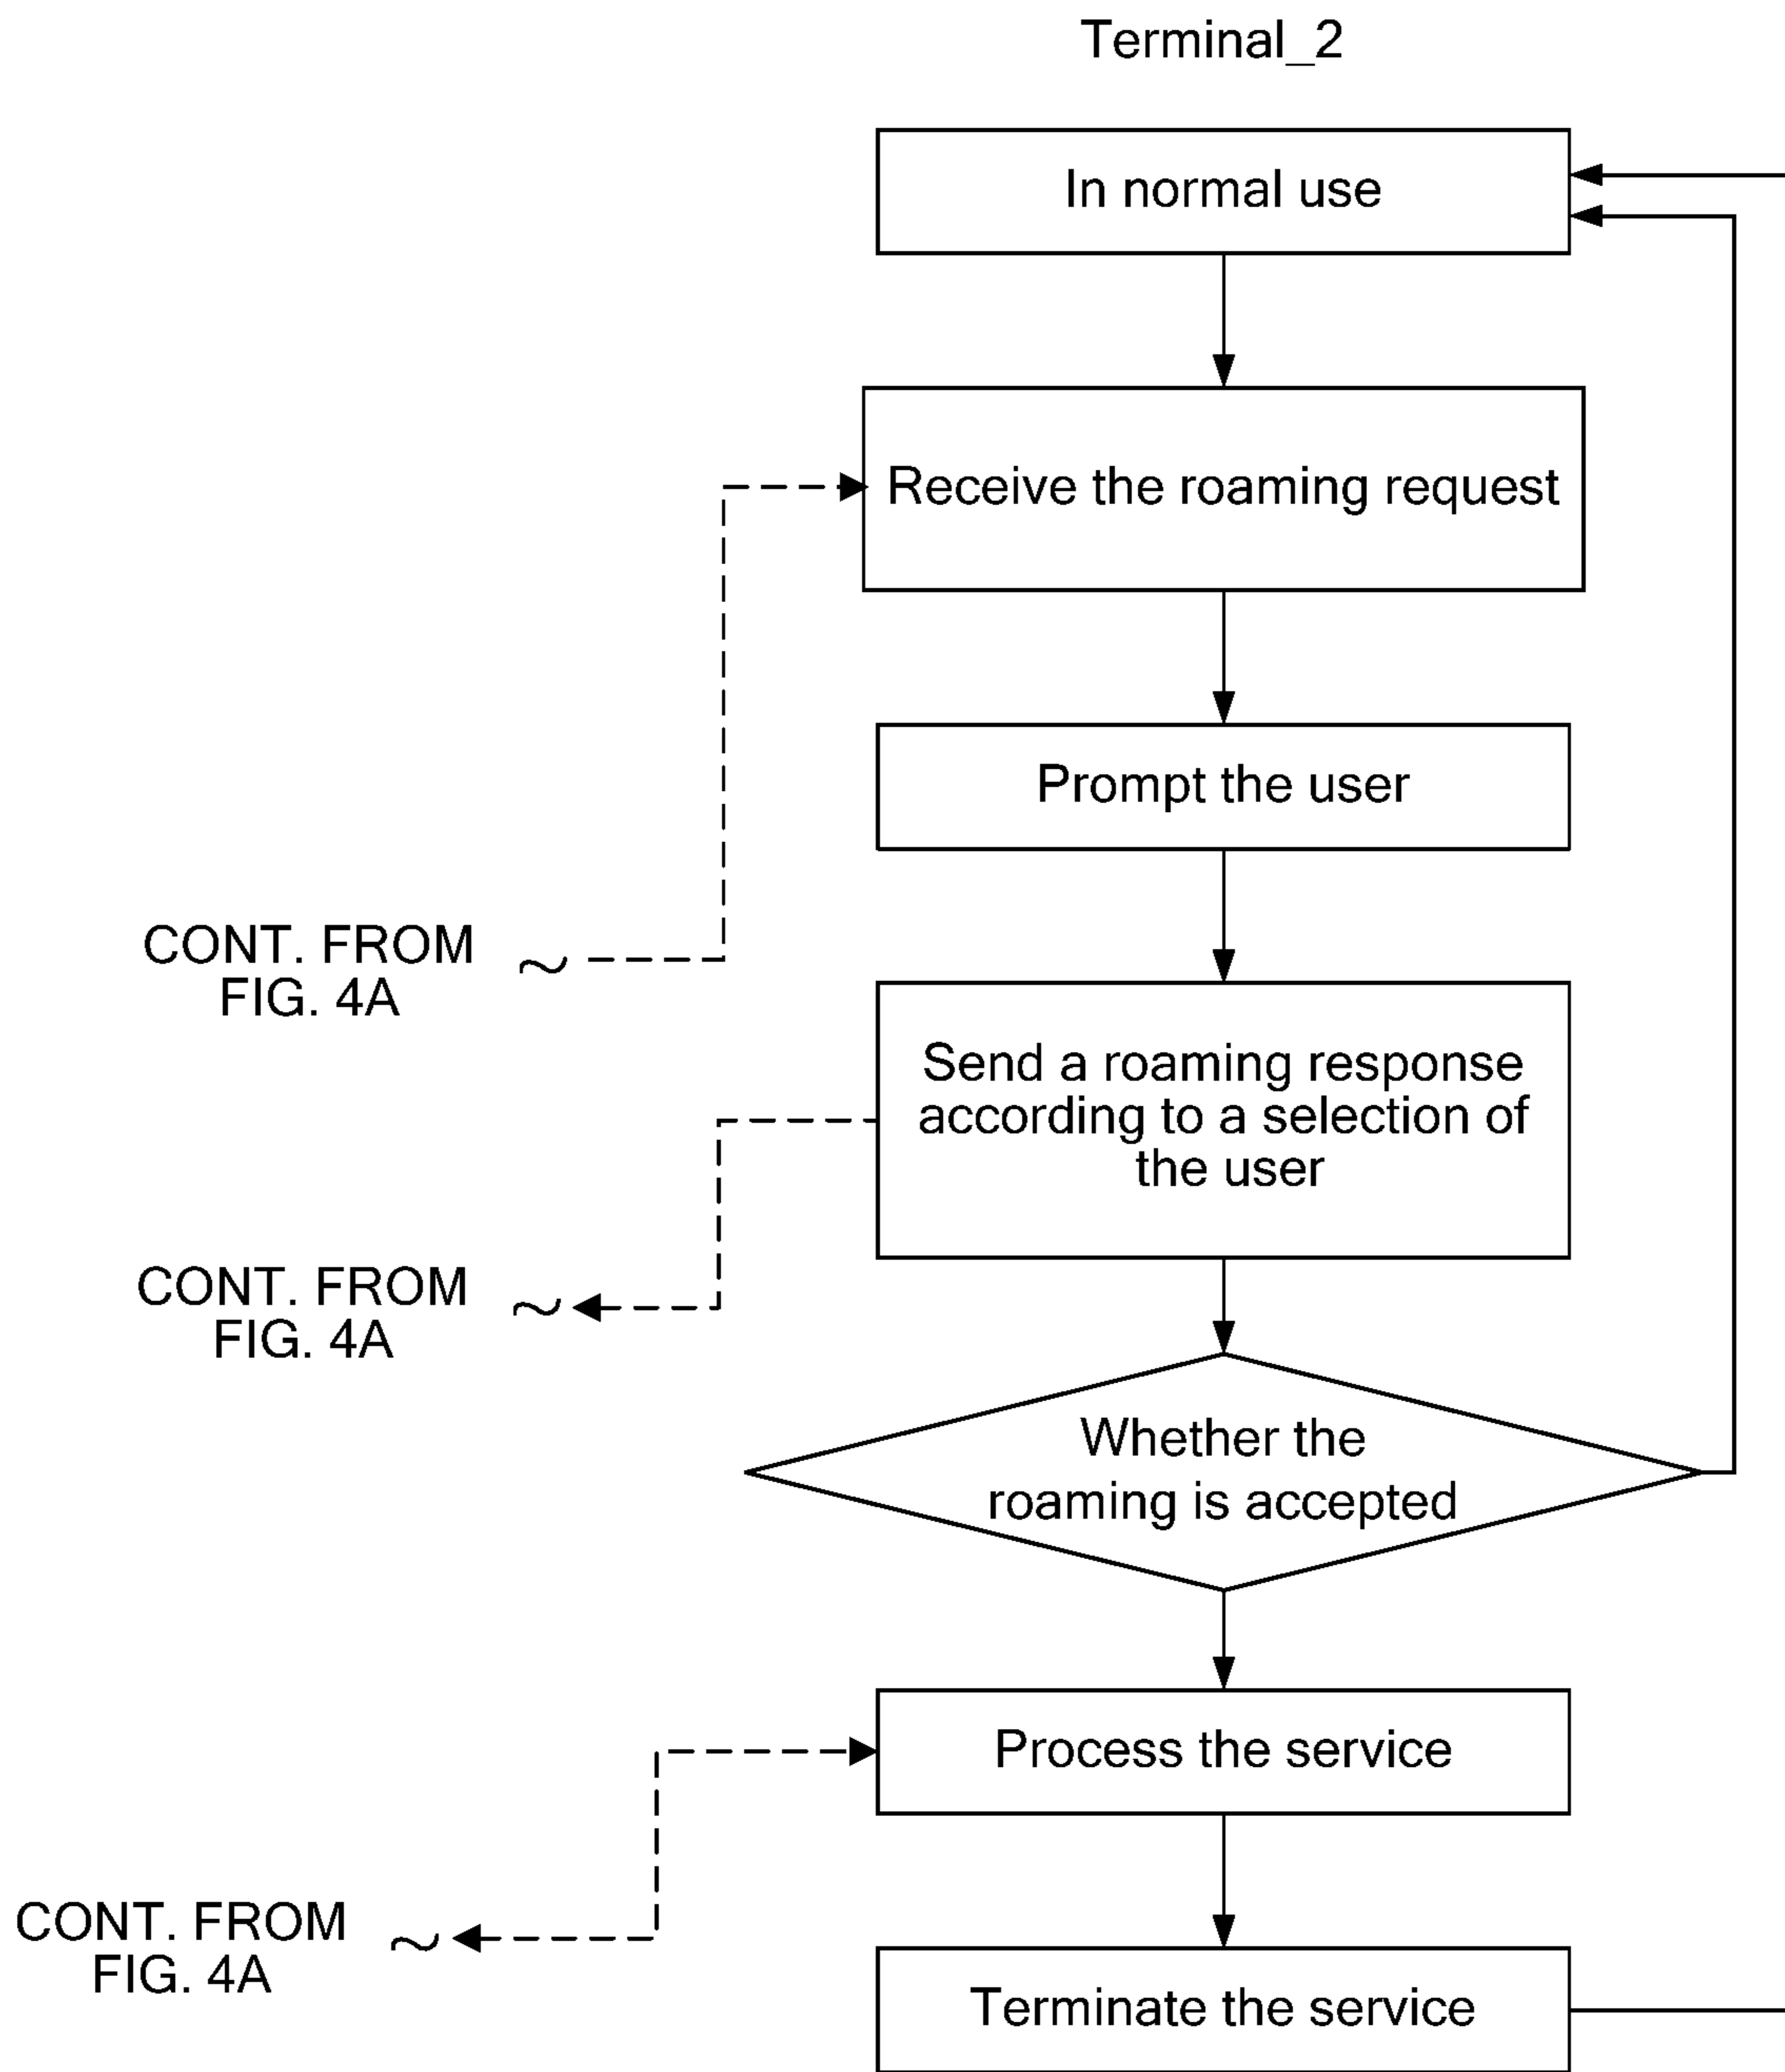 Terminal_2
In normal use
Receive the roaming request
Prompt the user
CONT. FROM
FIG. 4A
Send a roaming response
according to a selection of
the user
CONT. FROM
FIG. 4A
Whether the
roaming is accepted
Process the service
CONT. FROM
FIG. 4A
Terminate the service